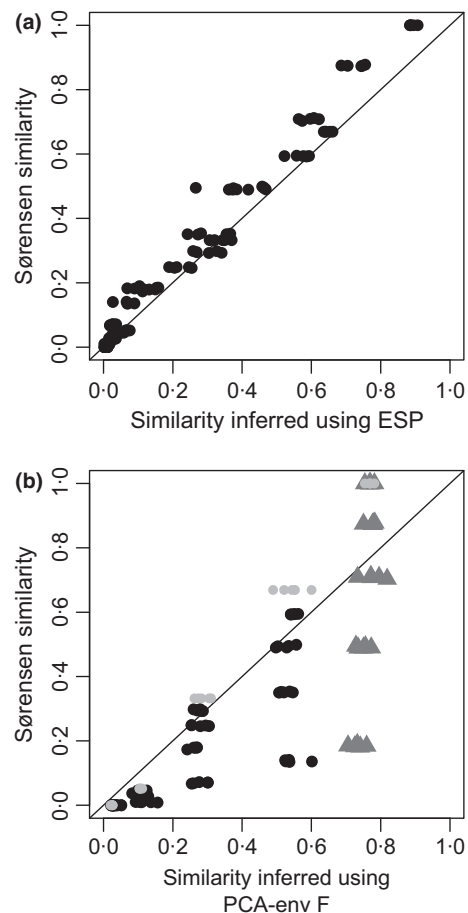 (a)
Sørensen similarity
0·0 0·2 0·4 0·6 0·8 1·0
0·0 0·2 0·4 0·6 0·8 1·0
Similarity inferred using ESP
(b)
Sørensen similarity
0·0 0·2 0·4 0·6 0·8 1·0
0·0 0·2 0·4 0·6 0·8 1·0
Similarity inferred using
PCA-env F